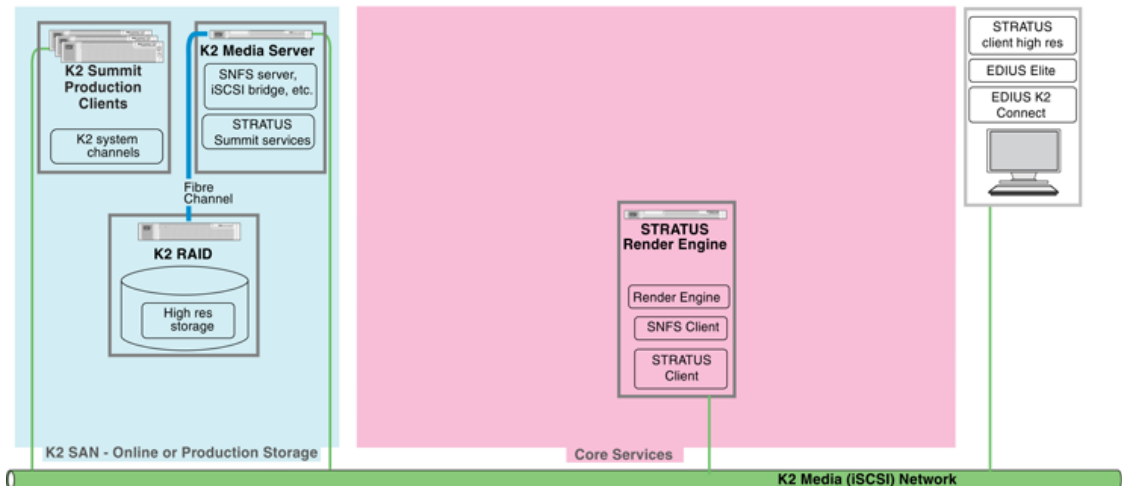 K2 Summit
Production
Clients
K2 system
channels
K2 Media Server
SNFS server,
iSCSI bridge, etc.
STRATUS
Summit services
Fibre
Channel
K2 RAID
High res
storage
K2 SAN - Online or Production Storage
STRATUS
Render Engine
Render Engine
SNFS Client
STRATUS
Client
Core Services
STRATUS
client high res
EDIUS Elite
EDIUS K2
Connect
K2 Media (iSCSI) Network